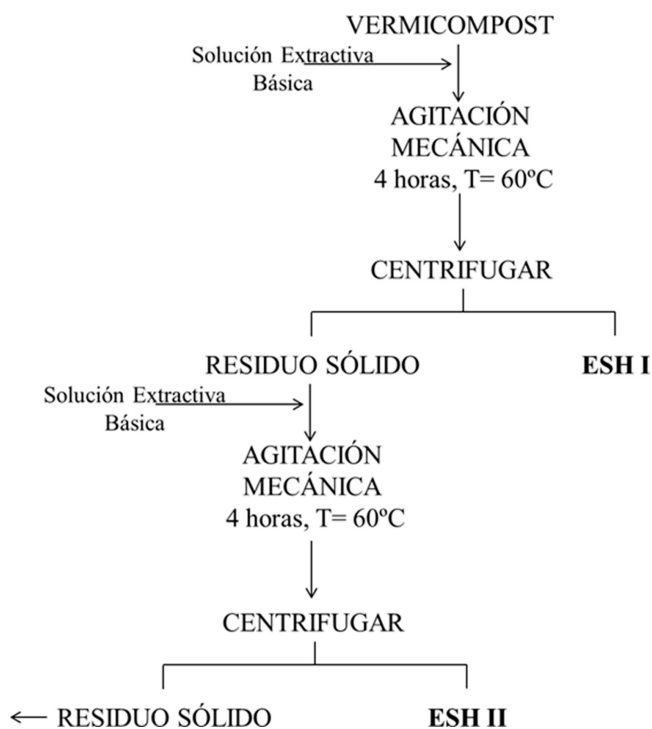 VERMICOMPOST
Solución Extractiva
Básica
AGITACIÓN
MECÁNICA
4 horas, T= 60ºC
CENTRIFUGAR
RESIDUO SÓLIDO
ESH I
Solución Extractiva
Básica
AGITACIÓN
MECÁNICA
4 horas, T= 60ºC
CENTRIFUGAR
RESIDUO SÓLIDO
ESH II